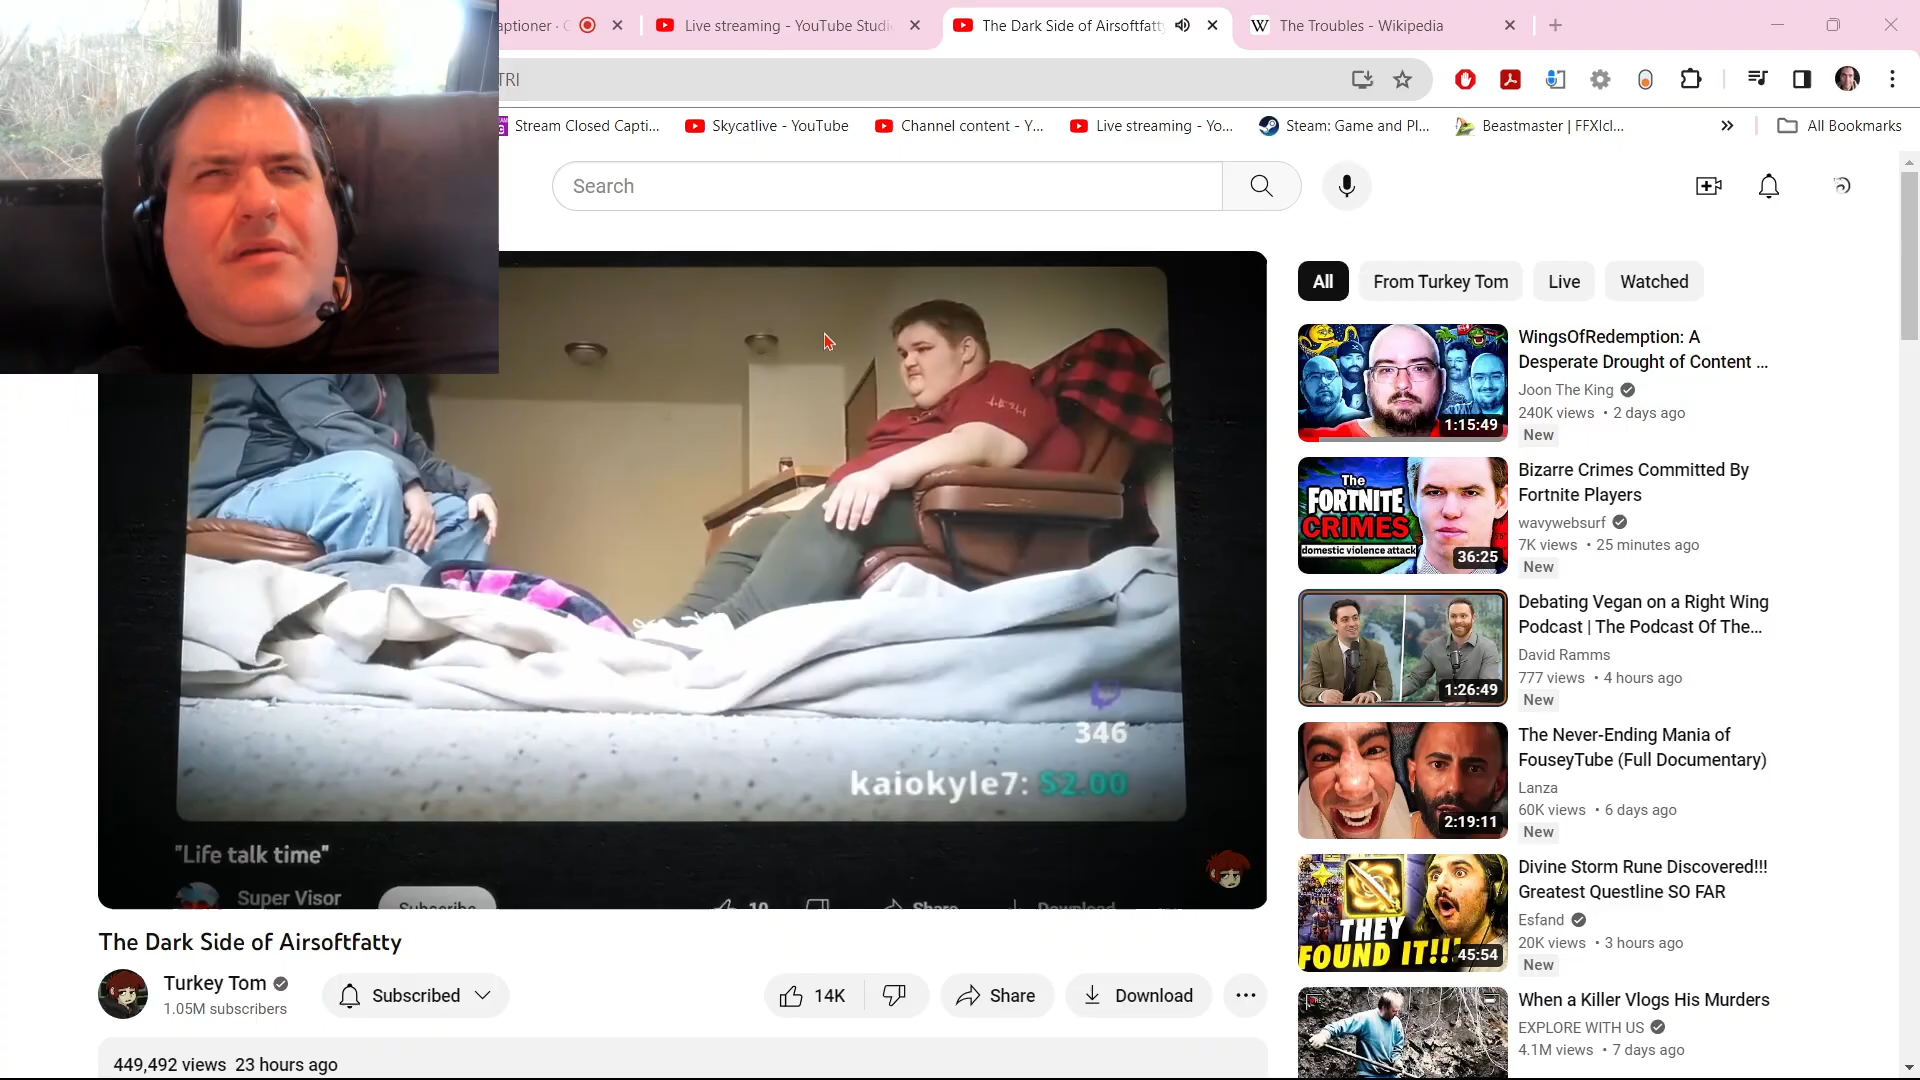 aptioner · C
Live streaming - YouTube Studi
The Dark Side of Airsoftfatty
W The Troubles - Wikipedia
TRI
Stream Closed Capti...
Skycatlive - YouTube
Channel content - Y...
Live streaming - Yo...
Steam: Game and Pl...
Beastmaster | FFXIcl...
All Bookmarks
Search
All
From Turkey Tom
Live
Watched
WingsOfRedemption: A
Desperate Drought of Content ...
Joon The King
240K views • 2 days ago
New
1:15:49
The
FORTNITE
CRIMES
domestic violence attack
36:25
Bizarre Crimes Committed By
Fortnite Players
wavywebsurf
7K views • 25 minutes ago
New
1:26:49
Debating Vegan on a Right Wing
Podcast | The Podcast Of The...
David Ramms
777 views • 4 hours ago
New
2:19:11
The Never-Ending Mania of
FouseyTube (Full Documentary)
Lanza
60K views • 6 days ago
New
THEY
FOUND IT!!!
45:54
Divine Storm Rune Discovered!!!
Greatest Questline SO FAR
Esfand
20K views • 3 hours ago
New
When a Killer Vlogs His Murders
EXPLORE WITH US
4.1M views • 7 days ago
346
kaiokyle7: $2.00
"Life talk time"
Super Visor
Subscribe
10
Share
Download
The Dark Side of Airsoftfatty
Turkey Tom
1.05M subscribers
Subscribed
14K
Share
Download
449,492 views 23 hours ago